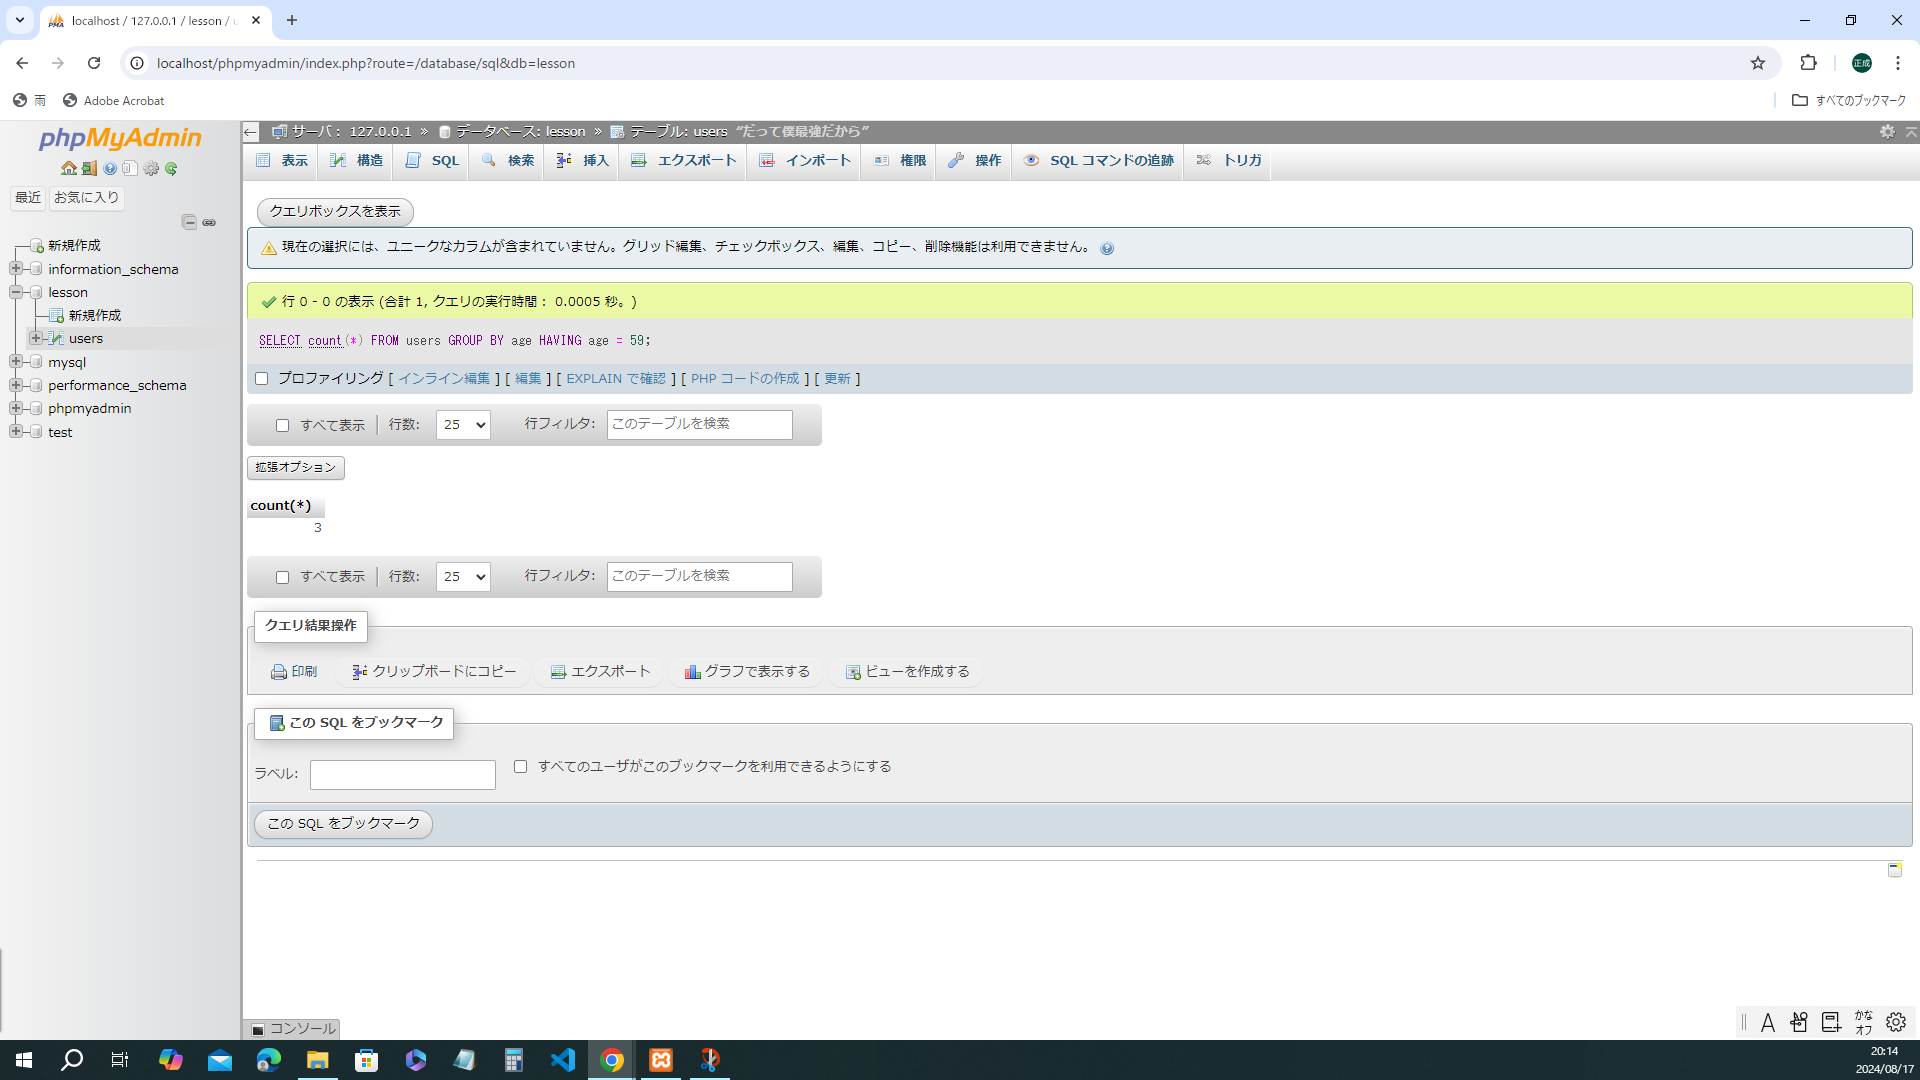 localhost / 127.0.0.1 / lesson / u
localhost/phpmyadmin/index.php?route=/database/sql&db=lesson
正成
雨
Adobe Acrobat
すべてのブックマーク
phpMyAdmin
最近
お気に入り
新規作成
information_schema
lesson
新規作成
users
mysql
performance_schema
phpmyadmin
test
サーバ: 127.0.0.1 » データベース: lesson » テーブル: users “だって僕最強だから”
表示
構造
SQL
検索
挿入
エクスポート
インポート
権限
操作
SQL コマンドの追跡
トリガ
クエリボックスを表示
現在の選択には、ユニークなカラムが含まれていません。グリッド編集、チェックボックス、編集、コピー、削除機能は利用できません。
行 0 - 0 の表示 (合計 1, クエリの実行時間： 0.0005 秒。)
SELECT count(*) FROM users GROUP BY age HAVING age = 59;
プロファイリング [ インライン編集 ] [ 編集 ] [ EXPLAIN で確認 ] [ PHP コードの作成 ] [ 更新 ]
すべて表示 行数: 25 行フィルタ: このテーブルを検索
拡張オプション
count(*)
3
すべて表示 行数: 25 行フィルタ: このテーブルを検索
クエリ結果操作
印刷 クリップボードにコピー エクスポート グラフで表示する ビューを作成する
この SQL をブックマーク
ラベル: すべてのユーザがこのブックマークを利用できるようにする
この SQL をブックマーク
コンソール
A
かな
オフ
20:14
2024/08/17